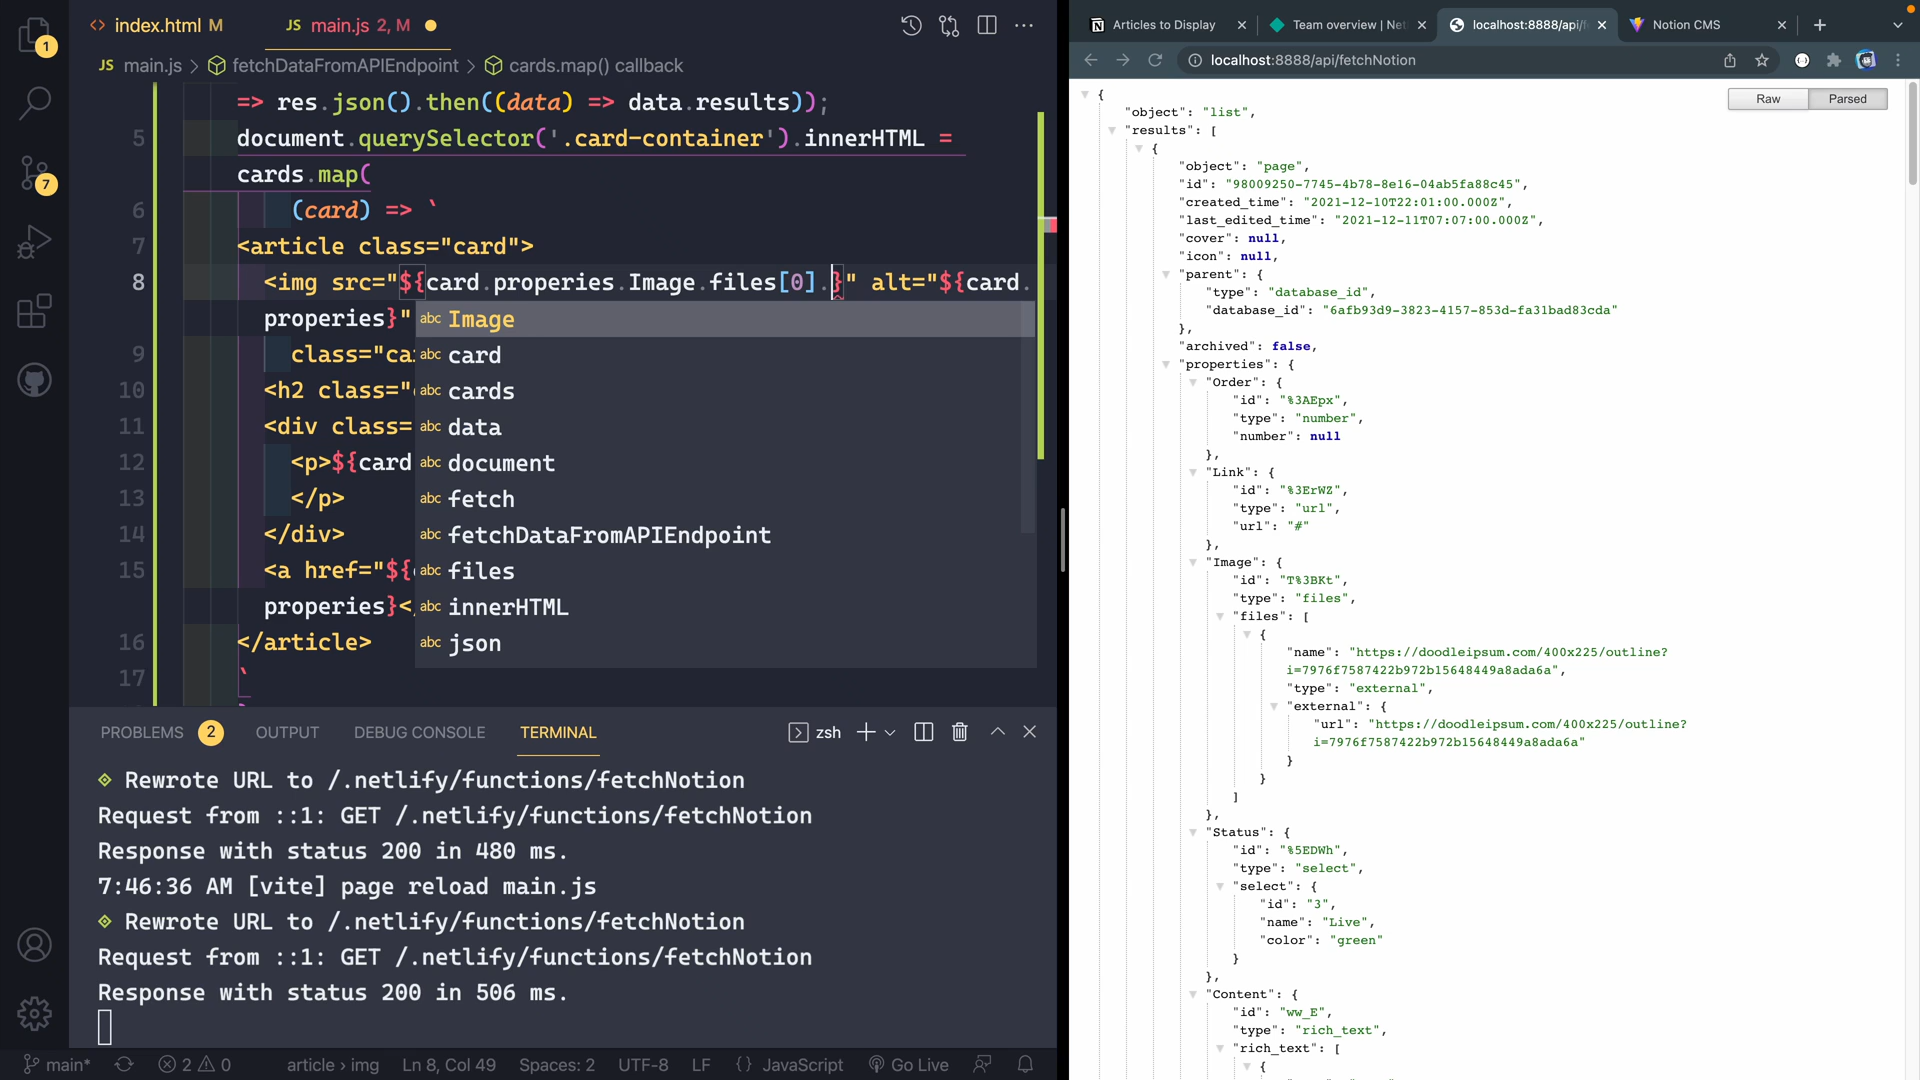 1
7
index.html M
JS main.js 2, M
JS main.js > fetchDataFromAPIEndpoint > cards.map() callback
=> res.json().then((data) => data.results));
5 document.querySelector('.card-container').innerHTML =
cards.map(
6 (card) => `
7 <article class="card">
8 <img src="${card.properies.Image.files[0].}" alt="${card.
properies}"
9 class="ca
10 <h2 class="
11 <div class=
12 <p>${card
13 </p>
14 </div>
15 <a href="${
properies}<
16 </article>
17 `
abc Image
abc card
abc cards
abc data
abc document
abc fetch
abc fetchDataFromAPIEndpoint
abc files
abc innerHTML
abc json
PROBLEMS 2 OUTPUT DEBUG CONSOLE TERMINAL zsh
Rewrote URL to /.netlify/functions/fetchNotion
Request from ::1: GET /.netlify/functions/fetchNotion
Response with status 200 in 480 ms.
7:46:36 AM [vite] page reload main.js
Rewrote URL to /.netlify/functions/fetchNotion
Request from ::1: GET /.netlify/functions/fetchNotion
Response with status 200 in 506 ms.
main* 2 0 article > img Ln 8, Col 49 Spaces: 2 UTF-8 LF {} JavaScript Go Live
Articles to Display Team overview | Net localhost:8888/api/f Notion CMS
localhost:8888/api/fetchNotion
Raw Parsed
{
"object": "list",
"results": [
{
"object": "page",
"id": "98009250-7745-4b78-8e16-04ab5fa88c45",
"created_time": "2021-12-10T22:01:00.000Z",
"last_edited_time": "2021-12-11T07:07:00.000Z",
"cover": null,
"icon": null,
"parent": {
"type": "database_id",
"database_id": "6afb93d9-3823-4157-853d-fa31bad83cda"
},
"archived": false,
"properties": {
"Order": {
"id": "%3AEpx",
"type": "number",
"number": null
},
"Link": {
"id": "%3ErWZ",
"type": "url",
"url": "#"
},
"Image": {
"id": "T%3BKt",
"type": "files",
"files": [
{
"name": "https://doodleipsum.com/400x225/outline?
i=7976f7587422b972b15648449a8ada6a",
"type": "external",
"external": {
"url": "https://doodleipsum.com/400x225/outline?
i=7976f7587422b972b15648449a8ada6a"
}
}
]
},
"Status": {
"id": "%5EDWh",
"type": "select",
"select": {
"id": "3",
"name": "Live",
"color": "green"
}
},
"Content": {
"id": "ww_E",
"type": "rich_text",
"rich_text": [
{